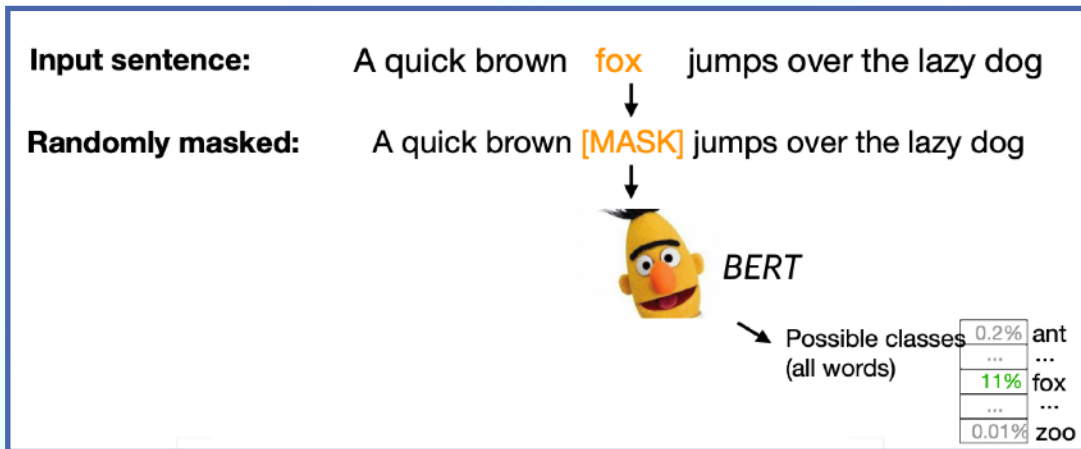 Input sentence: A quick brown fox jumps over the lazy dog
Randomly masked: A quick brown [MASK] jumps over the lazy dog
BERT
Possible classes
(all words)
0.2% ant
... ...
11% fox
... ...
0.01% zoo